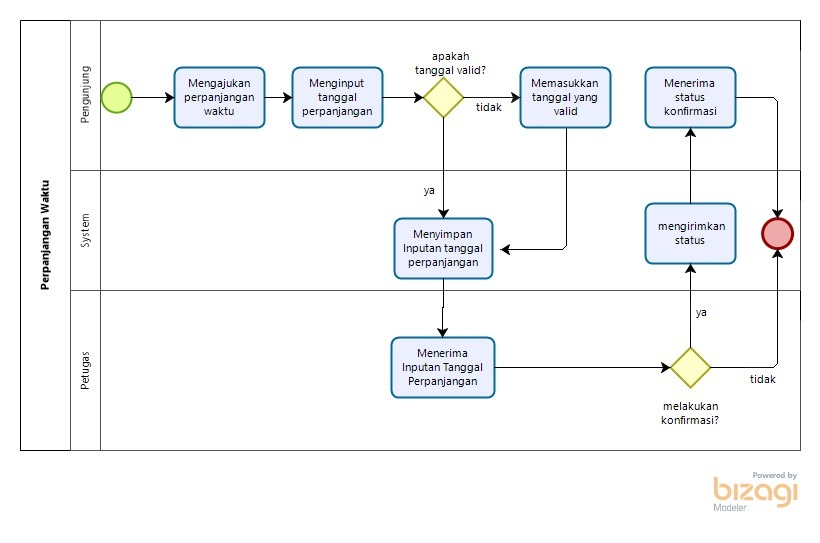 Perpanjangan Waktu
Pengunjung
Mengajukan
perpanjangan
waktu
Menginput
tanggal
perpanjangan
apakah
tanggal valid?
tidak
Memasukkan
tanggal yang
valid
Menerima
status
konfirmasi
ya
System
Menyimpan
Inputan tanggal
perpanjangan
mengirimkan
status
Petugas
Menerima
Inputan Tanggal
Perpanjangan
ya
tidak
melakukan
konfirmasi?
Powered by
bizagi
Modeler